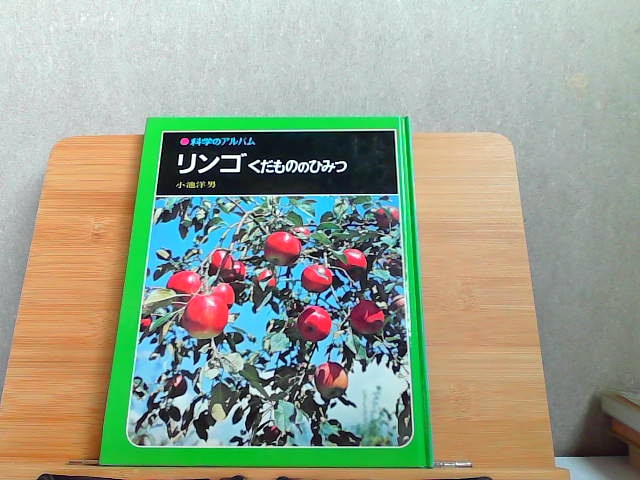 科学のアルバム
リンゴ くだもののひみつ
小池洋男